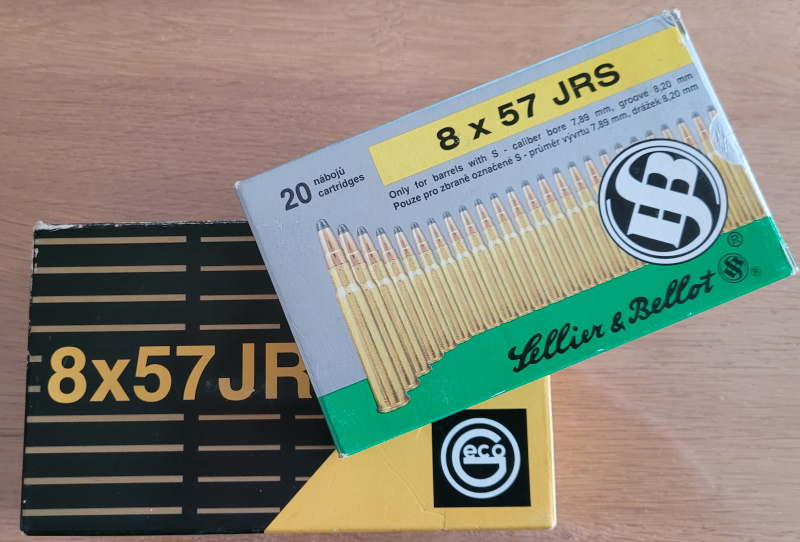 8 x 57 JRS
20 nábojů
cartridges
Only for barrels with S - caliber bore 7,89 mm, groove 8,20 mm
Pouze pro zbraně označené S - průměr vývrtu 7,89 mm, drážek 8,20 mm
SB
®
Sellier & Bellot
®
8x57JR
Geco